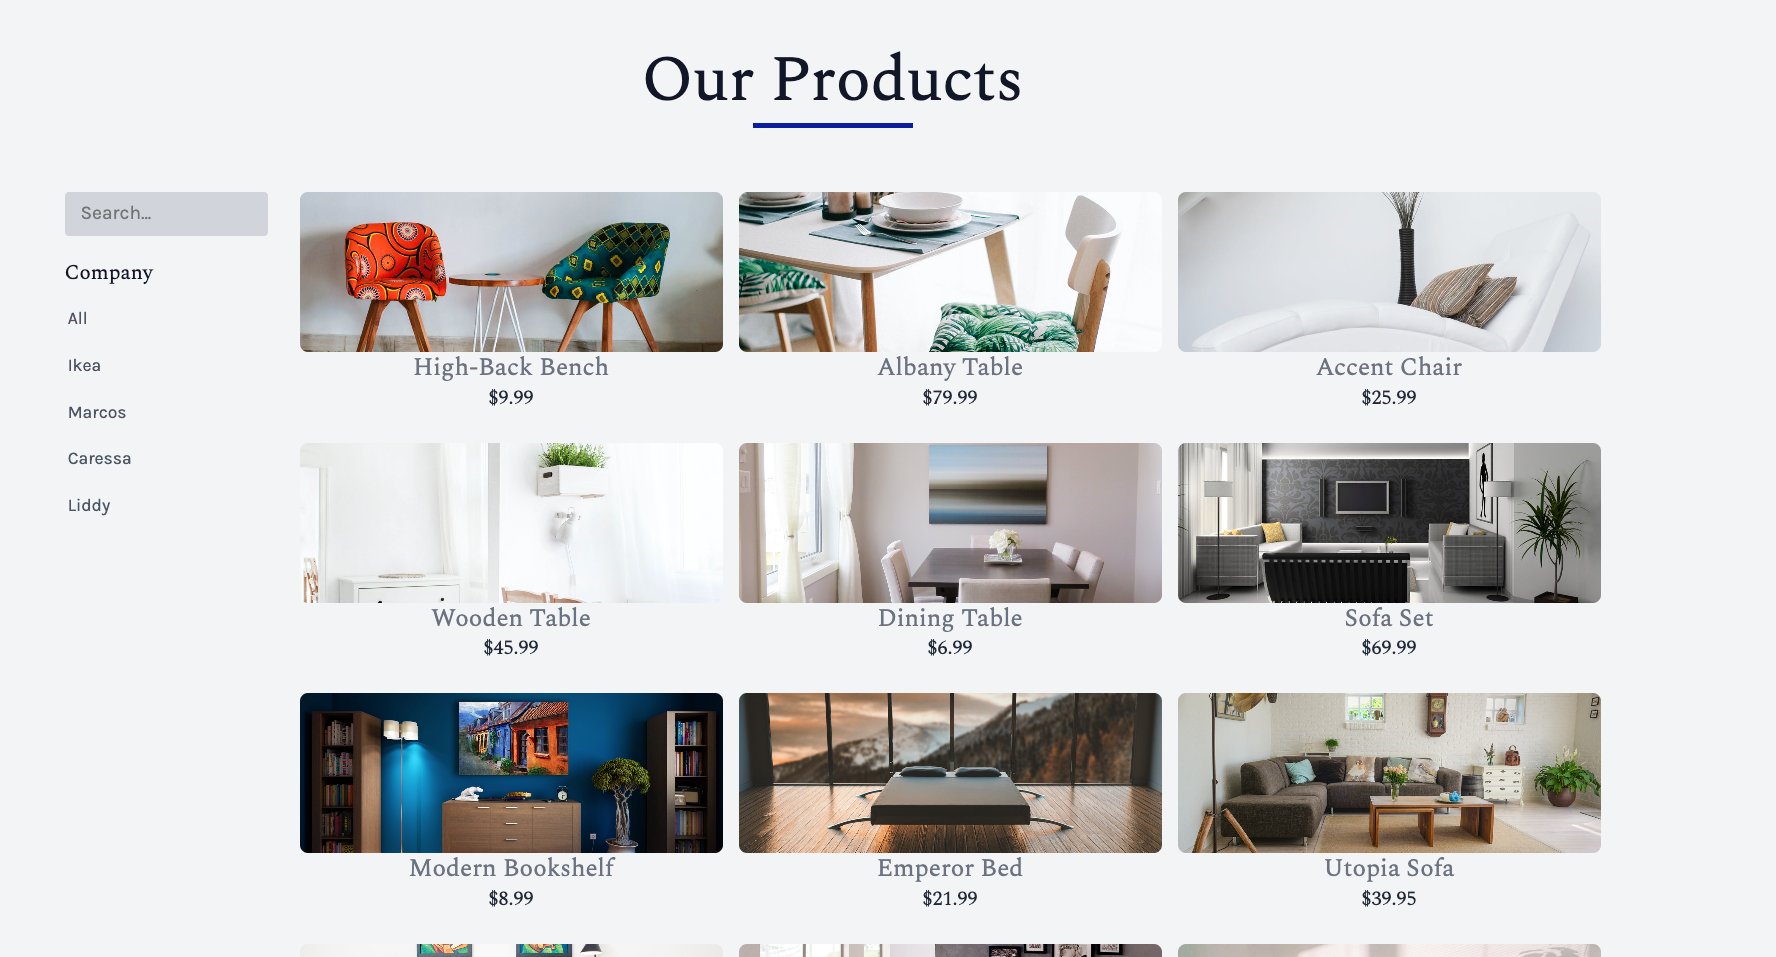 Our Products
Search...
Company
All
Ikea
Marcos
Caressa
Liddy
High-Back Bench
$9.99
Albany Table
$79.99
Accent Chair
$25.99
Wooden Table
$45.99
Dining Table
$6.99
Sofa Set
$69.99
Modern Bookshelf
$8.99
Emperor Bed
$21.99
Utopia Sofa
$39.95